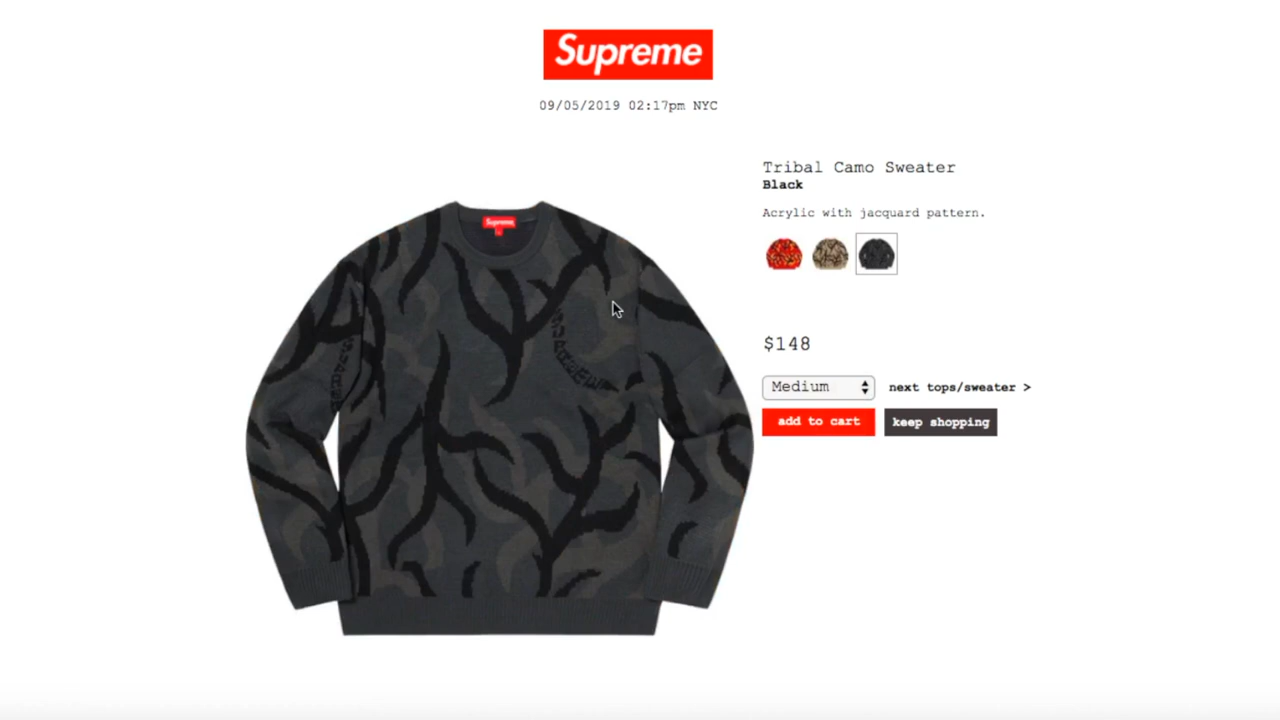 Supreme
09/05/2019 02:17pm NYC
Tribal Camo Sweater
Black
Acrylic with jacquard pattern.
Supreme
$148
Medium
next tops/sweater >
add to cart
keep shopping